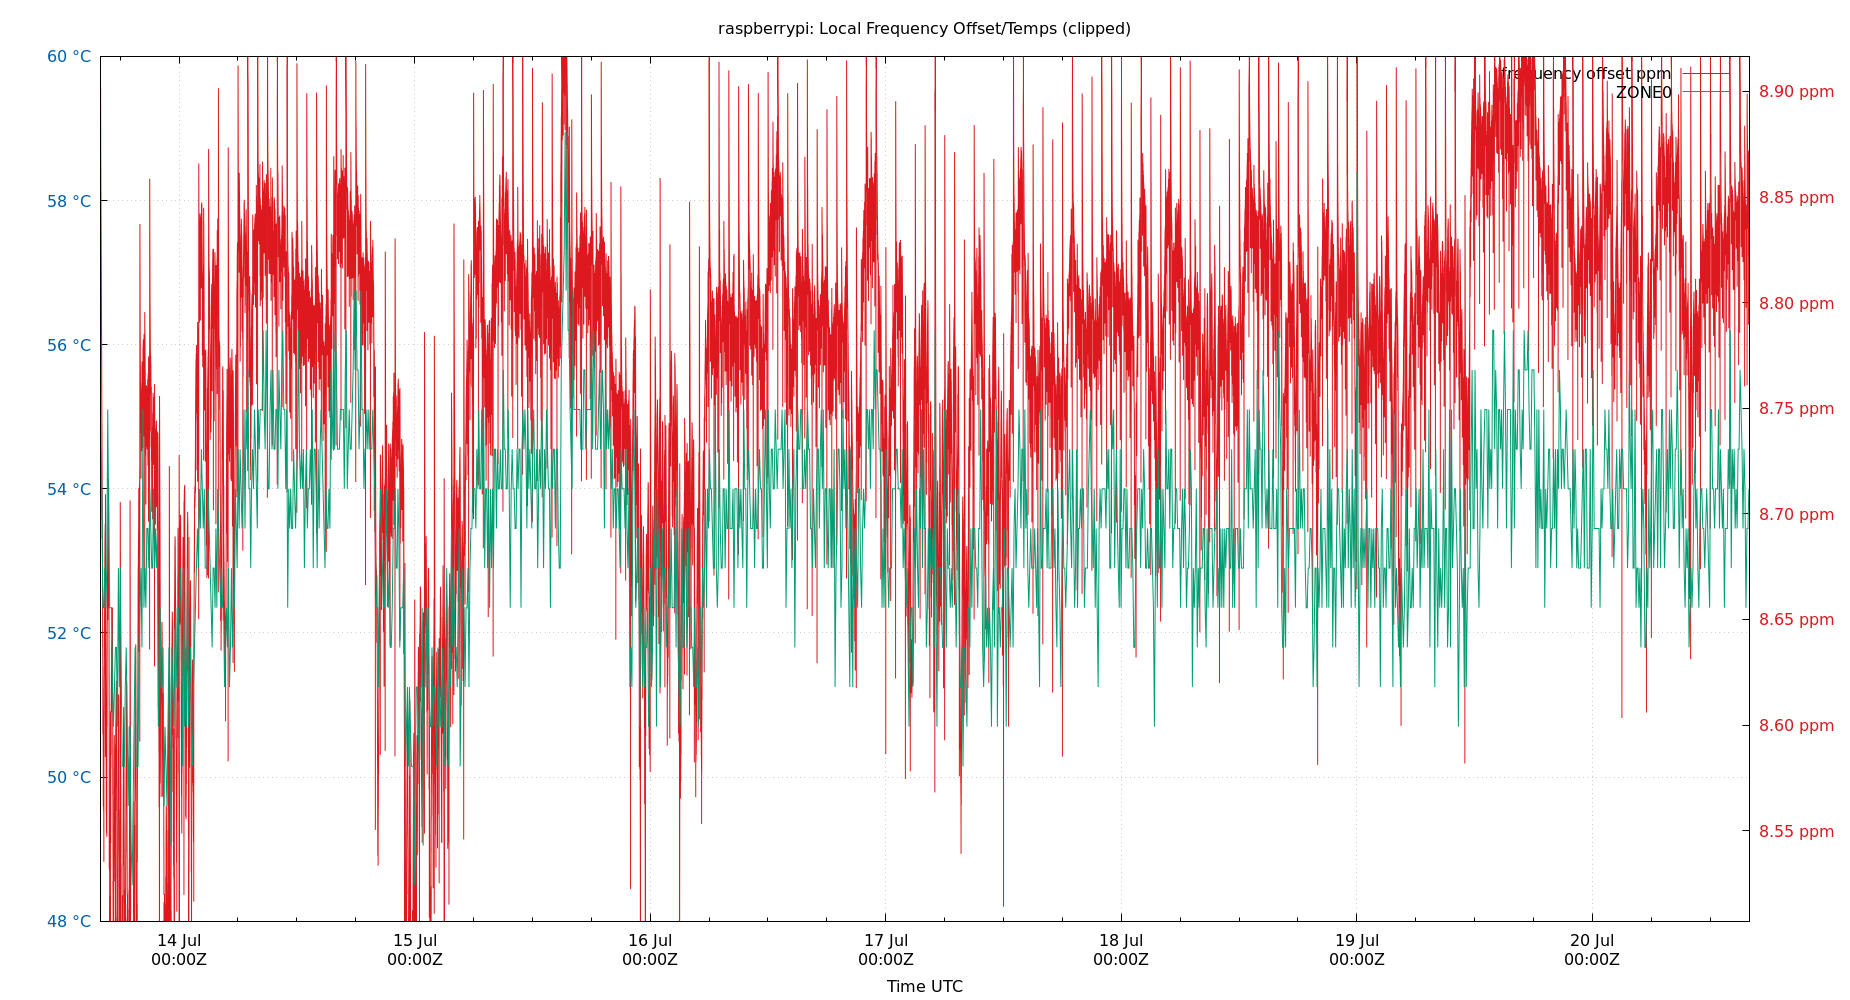 raspberrypi: Local Frequency Offset/Temps (clipped)
60 °C
58 °C
56 °C
54 °C
52 °C
50 °C
48 °C
frequency offset ppm
ZONE0
8.90 ppm
8.85 ppm
8.80 ppm
8.75 ppm
8.70 ppm
8.65 ppm
8.60 ppm
8.55 ppm
14 Jul
00:00Z
15 Jul
00:00Z
16 Jul
00:00Z
17 Jul
00:00Z
18 Jul
00:00Z
19 Jul
00:00Z
20 Jul
00:00Z
Time UTC